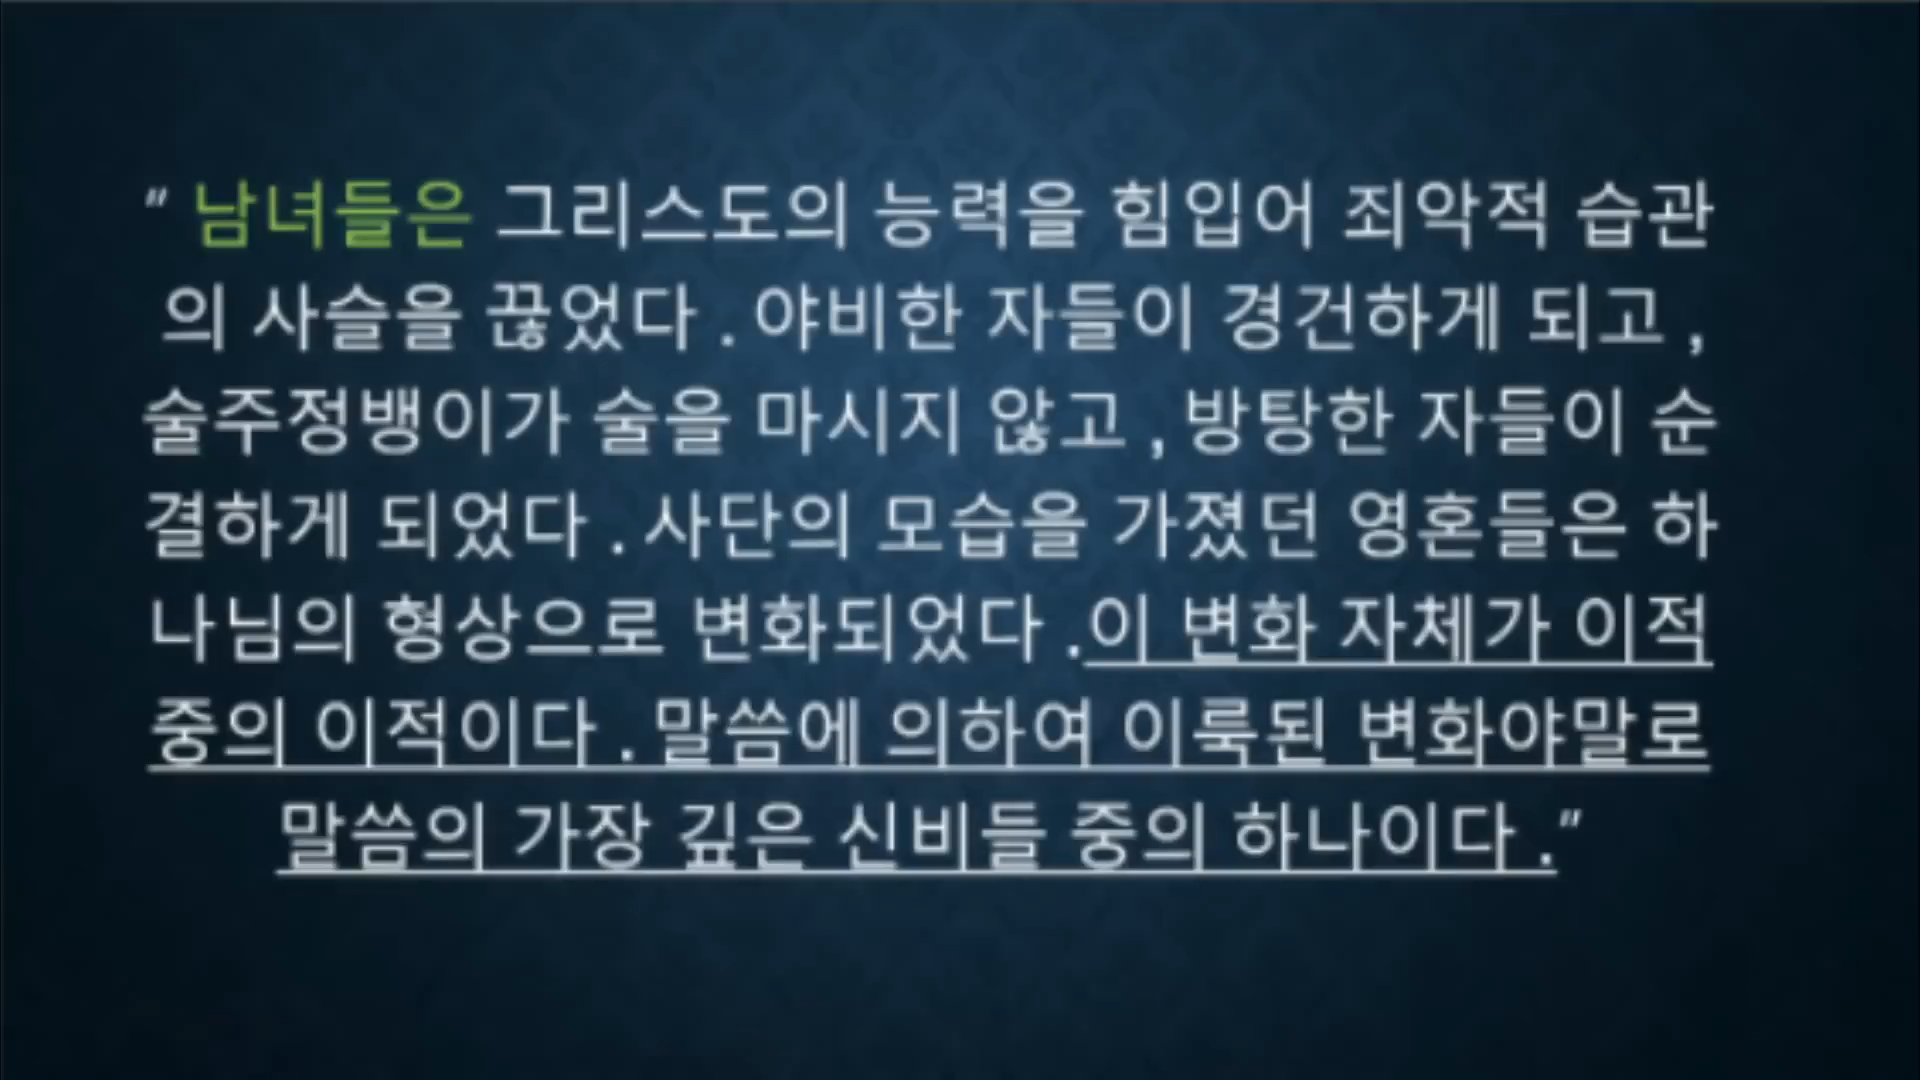 " 남녀들은 그리스도의 능력을 힘입어 죄악적 습관
의 사슬을 끊었다 . 야비한 자들이 경건하게 되고 ,
술주정뱅이가 술을 마시지 않고 , 방탕한 자들이 순
결하게 되었다 . 사단의 모습을 가졌던 영혼들은 하
나님의 형상으로 변화되었다 .이 변화 자체가 이적
중의 이적이다 . 말씀에 의하여 이룩된 변화야말로
말씀의 가장 깊은 신비들 중의 하나이다 ."